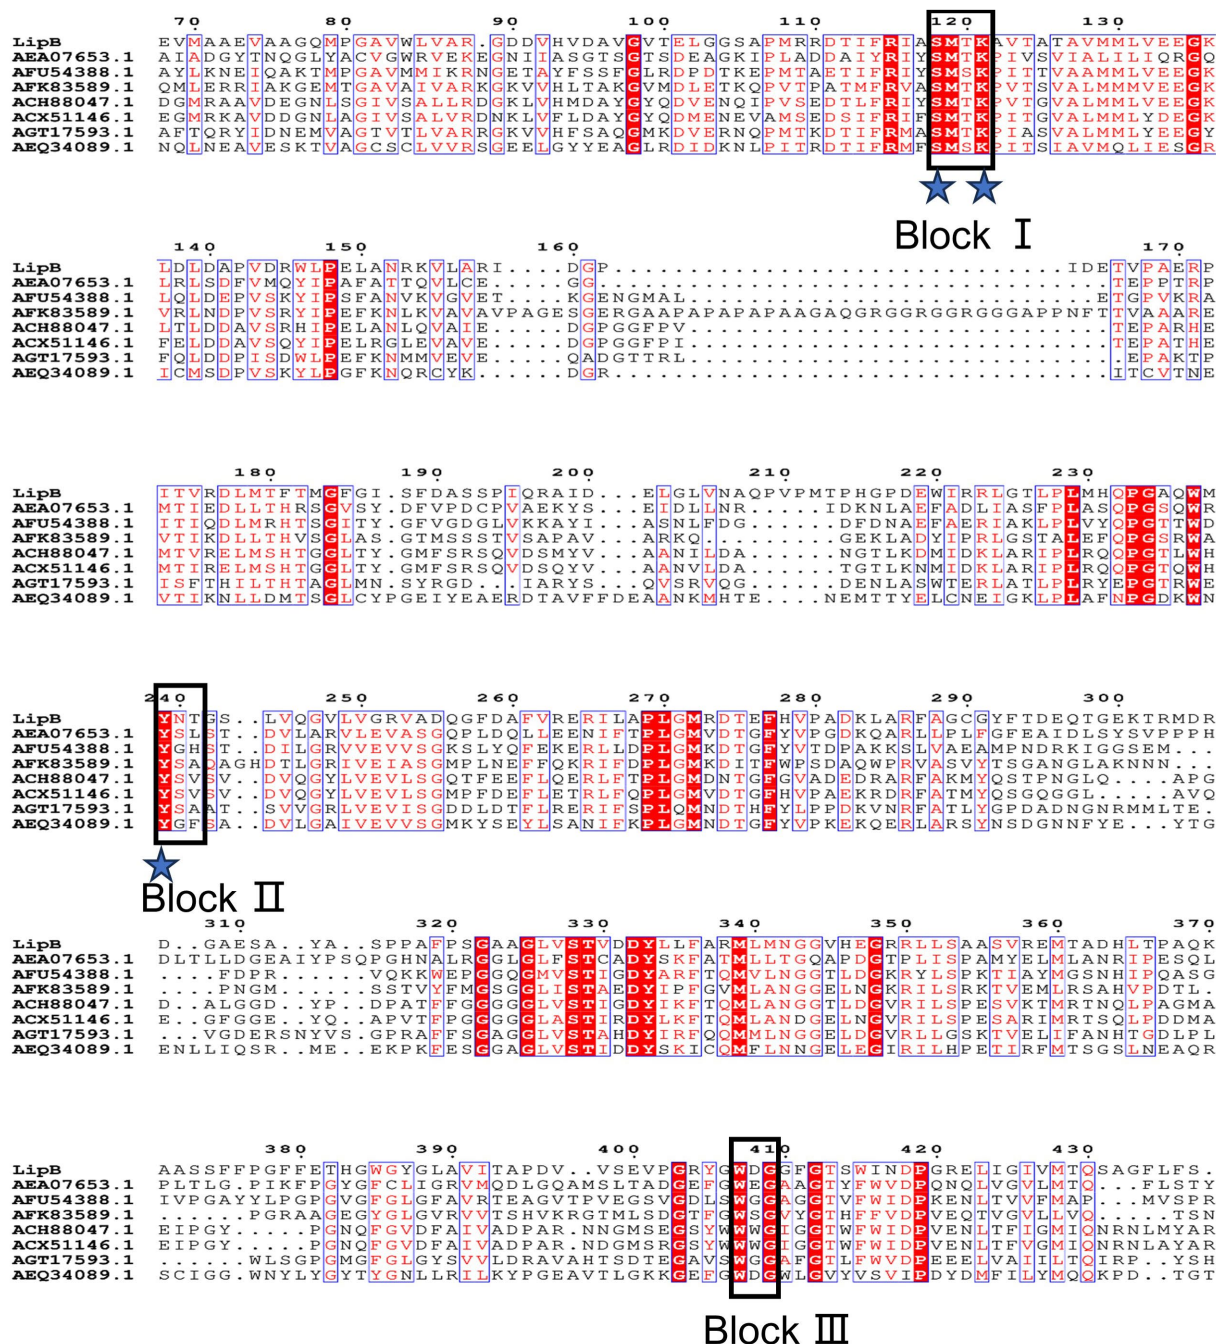 70 80 90 100 110 120 130
LipB EVMAAEVAAGQMPGAVWLVAR.GDDVHVDAVGVTELGGSAPMRRDTIFRIASMTKAVTATAVMMLVEEGK
AEA07653.1 AIADGYTNQGLYACVGWRVEKEGNIIASGTSGTSDEAGKIPLADDAIYRIYSMTKPIVSVIALILIQRGQ
AFU54388.1 AYLKNEIQAKTMPGAVMMIKRNGETAYFSSFGLRDPDTKEPMTAETIFRIYSMSKPITTVAAMMLVEEGK
AFK83589.1 QMLERRIAKGEMTGAVAIVARKGKVVHLTAKGVMDLETKQPVTPATMFRVASMTKPVTSVALMMLVEEGK
ACH88047.1 DGMRAAVDEGNLSGIVSALLRDGKLVHMDAYGYQDVENQIPVSEDTLFRIYSMTKPVTGVALMMMVEEGK
ACX51146.1 EGMRKAVDDGNLAGIVSALVRDNKLVFLDAYGYQDMENEVAMSEDSIFRIFSMTKPITGVALMMLYDEGK
AGT17593.1 AFTQRYIDNEMVAGTVTLVARRGKVVHFSAQGMKDVERNQPMTKDTIFRMASMTKPIASVALMMLYEEGY
AEQ34089.1 NQLNEAVESKTVAGCSCLVVRSGEELGYYEAGLRDIDKNLPITRDTIFRMFSMSKPITSIAVMQLIESGR
Block Ⅰ
140 150 160 170
LipB LDLDAPVDRWLPELANRKVLARI....DGP..............................IDETVPAERP
AEA07653.1 LRLSDFVMQYIPAFATTQVLCE.....GG..................................TEPPTRP
AFU54388.1 LQLDEPVSKYIPSFANVKVGVET....KGENGMAL...........................ETGPVKRA
AFK83589.1 VRLNDPVSRYIPEFKNLKVAVAVPAGESGERGAAPAPAPAPAAGAQGRGGRGGRGGGAPPNFTTVAAARE
ACH88047.1 LTLDDAVSRHIPELANLQVAIE.....DGPGGFPV............................TEPARHE
ACX51146.1 FELDDAVSQYIPELRGLEVAVE.....DGPGGFPI............................TEPATHE
AGT17593.1 FQLDDPISDWLPEFKNMMVEVE.....QADGTTRL.............................EPAKTP
AEQ34089.1 ICMSDPVSKYLPGFKNQRCYK......DGR.................................ITCVTNE
180 190 200 210 220 230
LipB ITVRDLMTFTMGFGI.SFDASSPIQRAID...ELGLVNAQPVPMTPHGPDEWIRRLGTLPLMHQPGAQWM
AEA07653.1 MTIEDLLTHRSGVSY.DFVPDCPVAEKYS...EIDLLNR.....IDKNLAEFADLIASFPLASQPGSQWR
AFU54388.1 ITIQDLMRHTSGITY.GFVGDGLVKKAYI...ASNLFDG.....DFDNAEFAERIAKLPLVYQPGTTWD
AFK83589.1 VTIKDLLTHVSGLAS.GTMSSSTVSAPAV...ARKQ........GEKLADYIPRLGSTALEFQPGSRWA
ACH88047.1 MTVRELMSHTGGLTY.GMFSRSQVDSMYV...AANILDA.....NGTLKDMIDKLARIPLRQQPGTLWH
ACX51146.1 MTIRELMSHTGGLTY.GMFSRSQVDSQYV...AANVLDA.....TGTLKNMIDKLAQIPLRQQPGTQWH
AGT17593.1 ISFTHILTHTAGLMN.SYRGD..IARYS...QVSRVQG......DENLASWTERLATLPLRYEPGTRWE
AEQ34089.1 VTIKNLLDMTSGLCYPGEIYEAERDTAVFFDEAANKMHTE....NEMTTYELCNEIGKLPLAFNPGDKWN
240 250 260 270 280 290 300
LipB YNTGS..LVQGVLVGRVADQGFDAFVRERILAPLGMRDTEFHVPADKLARFAGCGYFTDEQTGEKTRMDR
AEA07653.1 YSLST..DVLARVLEVASDQPLDQLLEENIFTPLGMVDTGFYVPGDKLARLAPLFGFEAIDLSYSVPPPH
AFU54388.1 YGHST..DILGRVVEVVSGKSLYQFEKERLLDPLGMKDTGFYVTDPAKKSLVAEAMPNDRKIGGSEM...
AFK83589.1 YSAQAGHDTLGRIVEIASGMPLNEFFQKRIFDPLGMKDITFWPSDAQWPRVASVYTSGANGLAKNNN...
ACH88047.1 YSVSV..DVQGYLVEVLSGQTFEEFLQERLFTPLGMDNTGFGVADEDRARFAKMYQSTPNGLQ....APG
ACX51146.1 YSVSV..DVQGYLVEVLSGMPFDEFLETRLFQPLGMVDTGFHVPAEKRDRFATMYQSGQGGL....AVQ
AGT17593.1 YSAAT..SVVGRLVEVISGDDLDTFLRERIFSPLQMNDTHFYLPPDKVNRFATLYGPDADNGNRMMLTE.
AEQ34089.1 YGFSA..DVLGAIVEVVSGMKYSEYLSANIFKPLGMNDTGFYVPKEKQERLARSYNSDGNNFYE...YTG
Block Ⅱ
310 320 330 340 350 360 370
LipB D..GAESA..YA..SPPAFPSGAAGLVSTVDDYLLFARMLMNGGVHEGRRLLSAASVREMTADHLTPAQK
AEA07653.1 DLTLLDGEAIYPSQPGHNALRGGLGLFSTCADYSKFATMLLTGQAPDGTPLISPAMYELMLANRIPESQL
AFU54388.1 ....FDPR.....VQKKWEPGGQGMVSTIGDYARFTQMVLNGGTLDGKRYLSPKTIAYMGSNHIPQASG
AFK83589.1 ....PNGM.....SSTVYFMGSGGLISTAEDYIPFGVMLANGGELNGKRILSRKTVEMLRSAHVPDTL.
ACH88047.1 D..ALGGD..YP..DPATFFGGGGGLVSTIGDYIKFTQMLANGGTLDGVRILSPESVKTMRTNQLPAGMA
ACX51146.1 E..GFGGE..YQ..APVTFPGGGGGLASTIRDYLKFTQMLANDGELNGVRILSPESARIMRTSQLPDDMA
AGT17593.1 ...VGDERSNYVS.GPRAFFSGAGGLVSTAHDYIRFQQMMLNGGELDGVRLLGSKTVELIFANHTGDLPL
AEQ34089.1 ENLLIQSR...ME..EKPKFESGGAGLVSTIDDYSKICQMFLNNGELEGIRILHPETIRFMTSGSLNEAQR
380 390 400 410 420 430
LipB AASSFFPGFFETHGWGYGLAVITAPDV..VSEVPGRYGWDGGFGTSWINDPGRELIGIVMTQSAGFLFS.
AEA07653.1 PLTLG.PIKFPGYGFCLIGRVMQDLGQAMSLTADGEFGWEGAAGTYFWVDPQNQLVGVLMTQ...FLSTY
AFU54388.1 IVPGAYYLPGPGVGFGLGFAVRTEAGVTPVEGSVGDLSWGGAGGTVFWIDPKENLTVVFMAP...MVSPR
AFK83589.1 ......PGRAAGEGYGLGVRVVTSHVKRGTMLSDGTFGWSGVYGTHFFVDPVEQTVGVLLVQ.....TSN
ACH88047.1 EIPGY.....PGNQFGVDFAIVADPAR.NNGMSEGSYWWWGIGGTWFWIDPVENLTFIGMIQNRNLMYAR
ACX51146.1 EIPGY.....PGNQFGVDFAIVADPAR.NDGMSRGSYWWWGIGGTWFWIDPVENLTFVGMIQNRNLAYAR
AGT17593.1 ......WLSGPGMGFGLGYSVVLDRAVAHTSDTEGAVSWGGAFGTLFWVDPEEELVAIILTQIRP..YSH
AEQ34089.1 SCIGG.WNYLYGYTYGNLLRILKYPGEAVTLGKKGEFGWDGWLGVYVSVIPDYDMFILYMQQKPD..TGT
Block Ⅲ